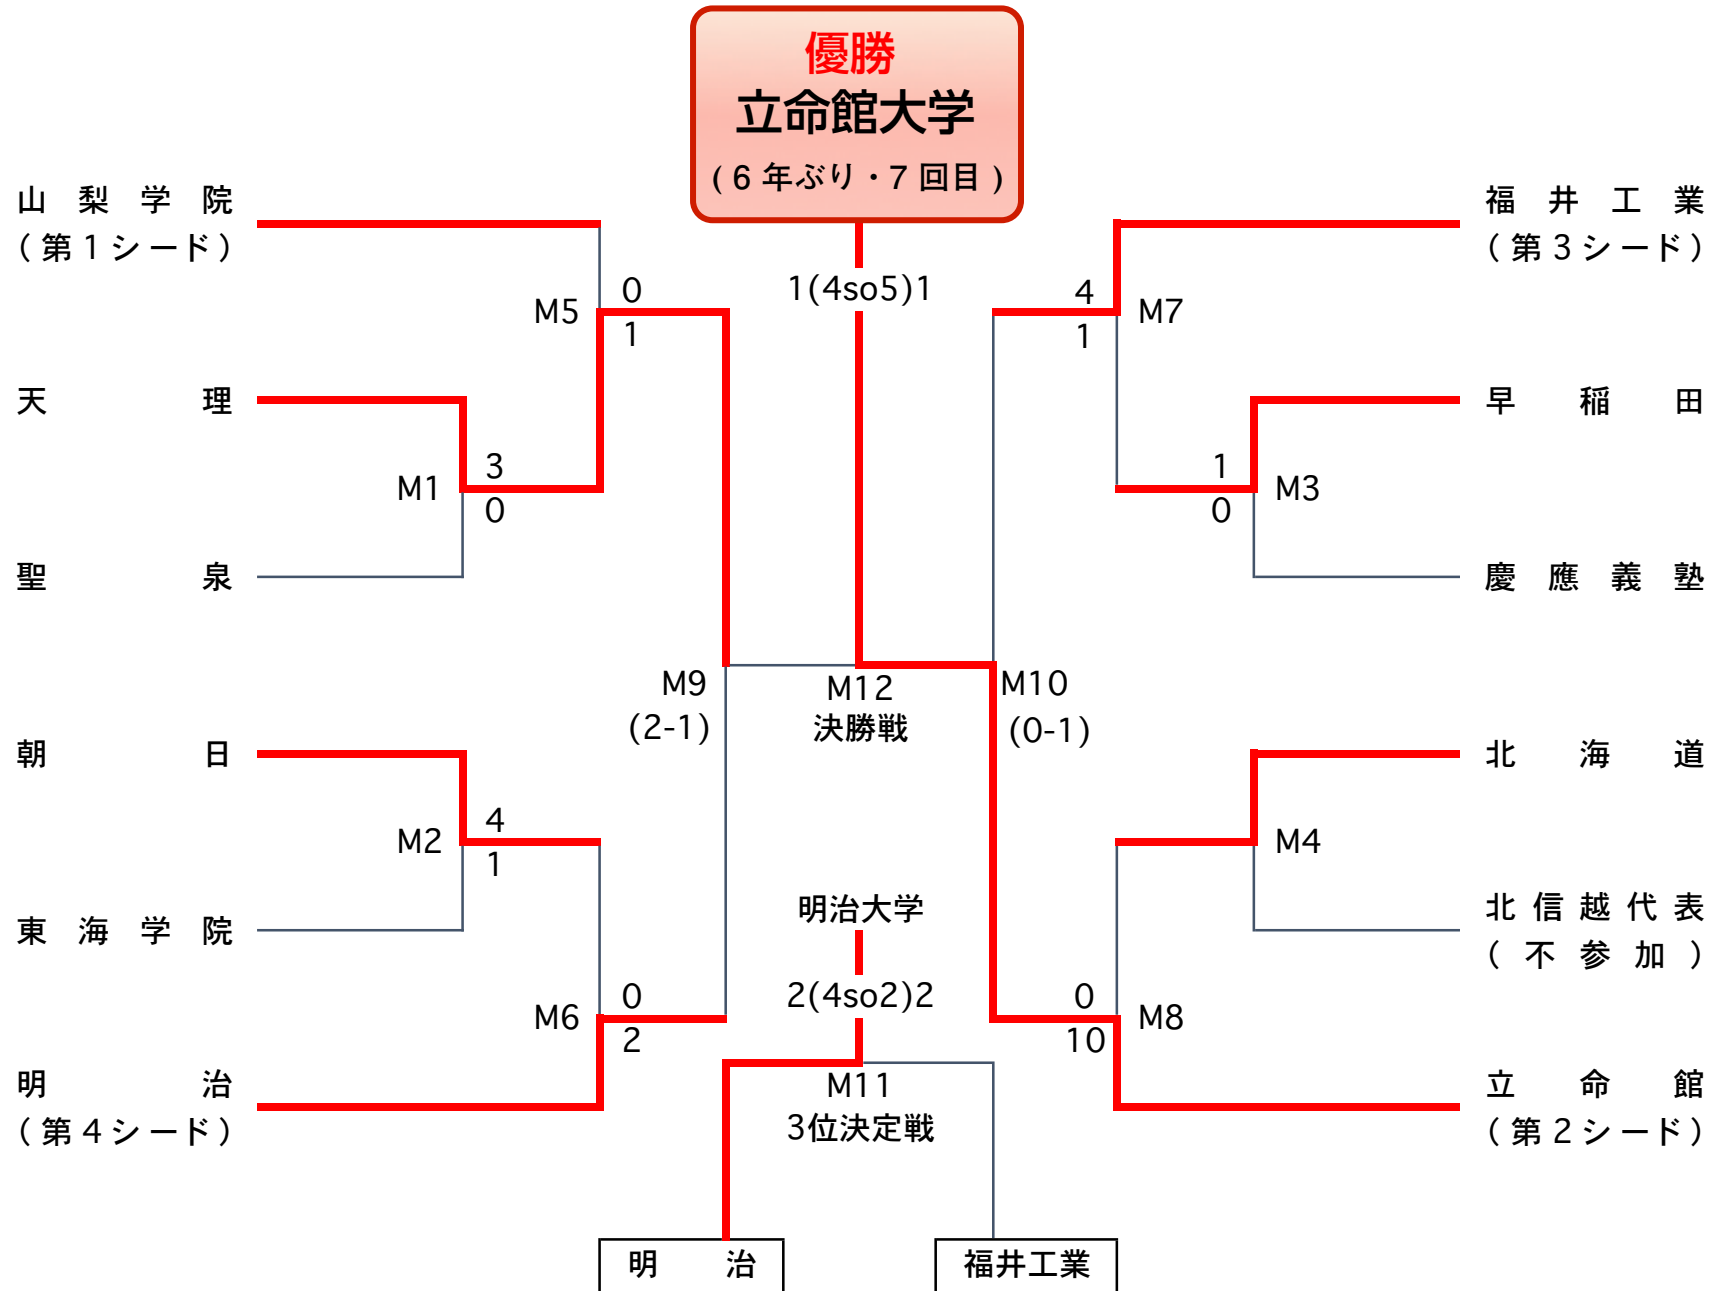 優勝
立命館大学
(6年ぶり・7回目)
山梨学院
(第1シード)
天理
聖泉
朝日
東海学院
明治
(第4シード)
M5
0
1
M1
3
0
M2
4
1
M6
0
2
M9
(2-1)
1(4so5)1
M12
決勝戦
M10
(0-1)
明治大学
2(4so2)2
M11
3位決定戦
明治
福井工業
4
1
M7
1
0
M3
M4
0
10
M8
福井工業
(第3シード)
早稲田
慶應義塾
北海道
北信越代表
(不参加)
立命館
(第2シード)